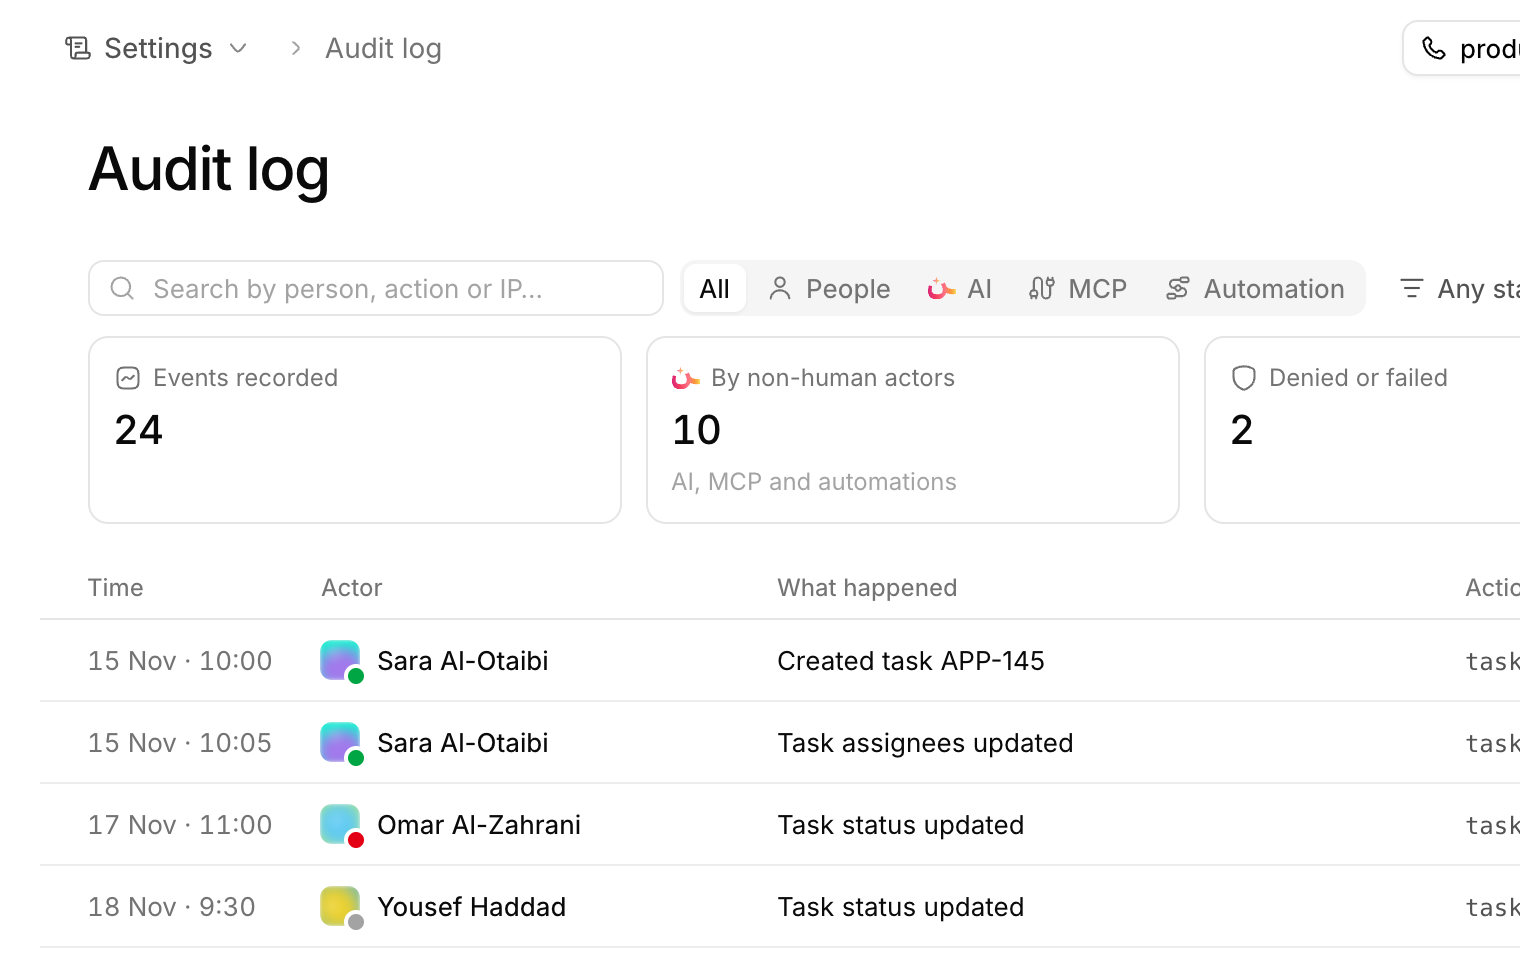 Settings > Audit log
Audit log
Search by person, action or IP...
All People AI MCP Automation Any
Events recorded
24
By non-human actors
10
AI, MCP and automations
Denied or failed
2
Time Actor What happened
15 Nov · 10:00 Sara Al-Otaibi Created task APP-145 task
15 Nov · 10:05 Sara Al-Otaibi Task assignees updated task
17 Nov · 11:00 Omar Al-Zahrani Task status updated task
18 Nov · 9:30 Yousef Haddad Task status updated task